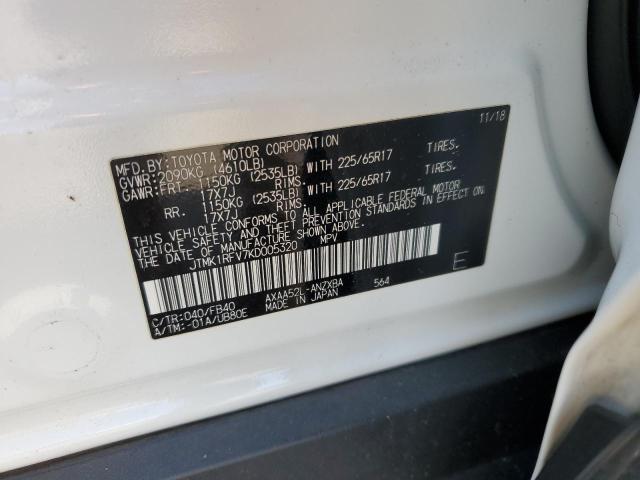 11/18
MFD.BY:TOYOTA MOTOR CORPORATION
GVWR:2090KG (4610LB)
GAWR:FRT. 1150KG (2535LB) WITH 225/65R17 TIRES.
17X7J RIMS.
RR. 1150KG (2535LB) WITH 225/65R17 TIRES.
17X7J RIMS.
THIS VEHICLE CONFORMS TO ALL APPLICABLE FEDERAL MOTOR
VEHICLE SAFETY AND THEFT PREVENTION STANDARDS IN EFFECT ON
THE DATE OF MANUFACTURE SHOWN ABOVE.
JTMK1RFV7KD005320 MPV
E
C/TR:040/FB40 AXAA52L-ANZXBA 564
A/TM:-01A/UB80E MADE IN JAPAN